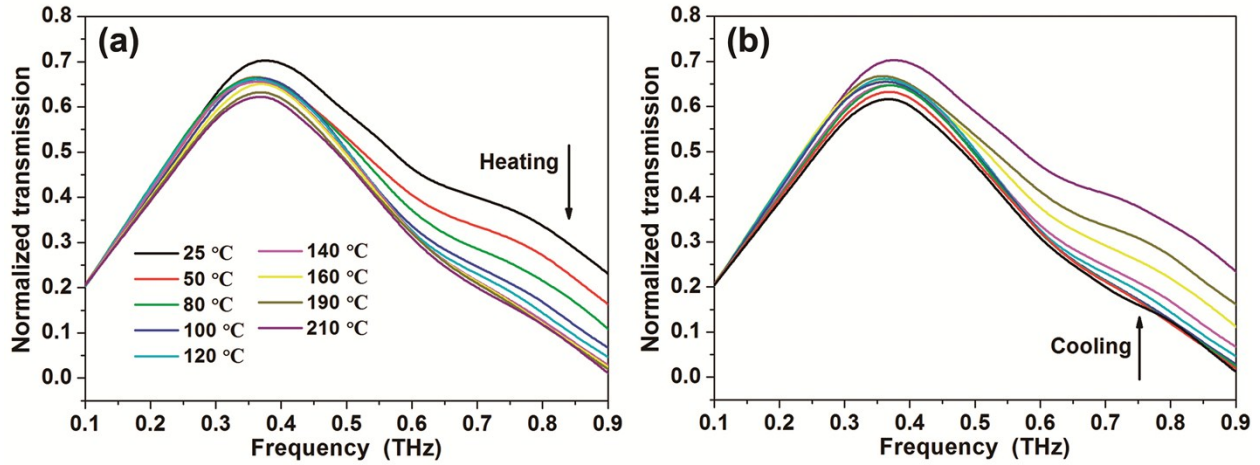 (a)
Normalized transmission
0.8
0.7
0.6
0.5
0.4
0.3
0.2
0.1
0.0
Heating
25 °C
50 °C
80 °C
100 °C
120 °C
140 °C
160 °C
190 °C
210 °C
0.1 0.2 0.3 0.4 0.5 0.6 0.7 0.8 0.9
Frequency (THz)
(b)
Normalized transmission
0.8
0.7
0.6
0.5
0.4
0.3
0.2
0.1
0.0
Cooling
0.1 0.2 0.3 0.4 0.5 0.6 0.7 0.8 0.9
Frequency (THz)